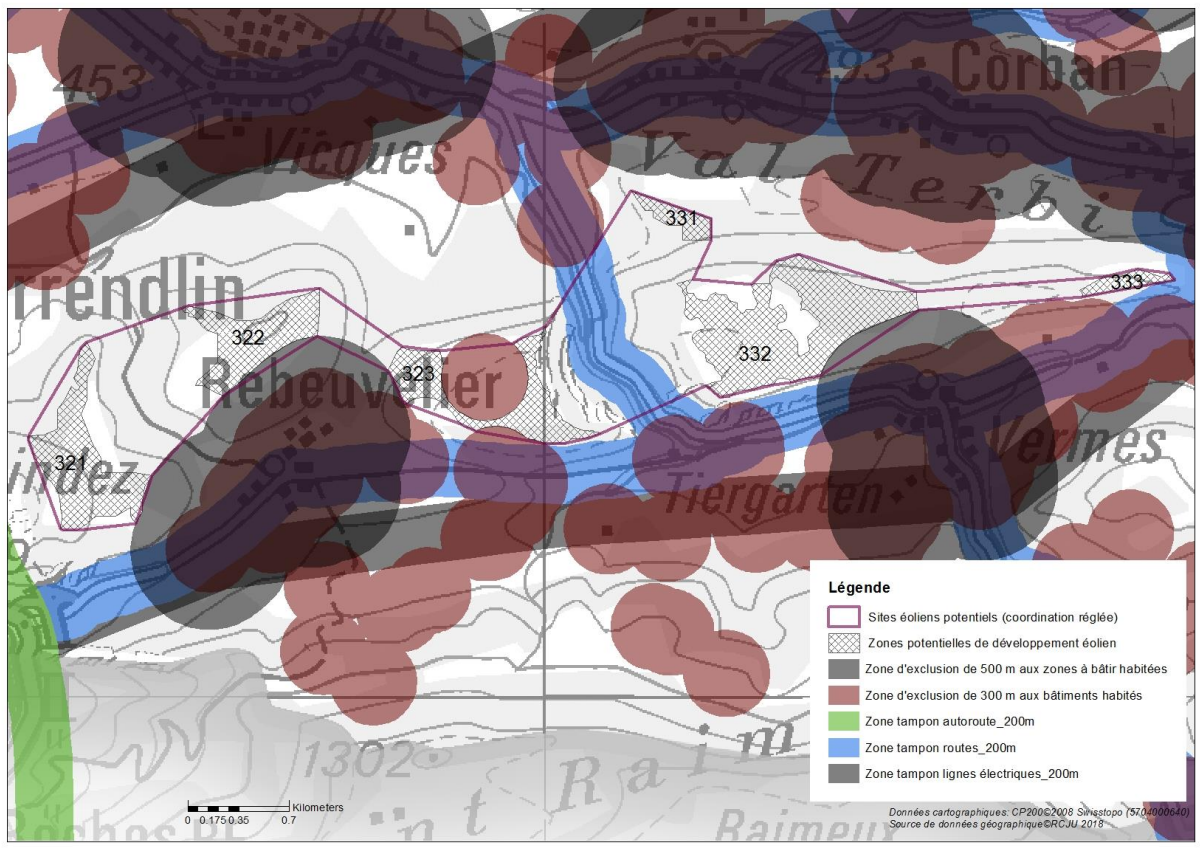 453
493
Corban
Vicques
Val Terbi
331
rrendlin
333
322
332
Rebeuvelier
323
321
indez
Vermes
Tiergarten
Légende
Sites éoliens potentiels (coordination réglée)
Zones potentielles de développement éolien
Zone d'exclusion de 500 m aux zones à bâtir habitées
Zone d'exclusion de 300 m aux bâtiments habités
Zone tampon autoroute_200m
Zone tampon routes_200m
Zone tampon lignes électriques_200m
1302
nt Raim
Kilometers
0 0.175 0.35 0.7
Raimeux
Données cartographiques: CP200©2008 Swisstopo (5704000640)
Source de données géographique©RCJU 2018